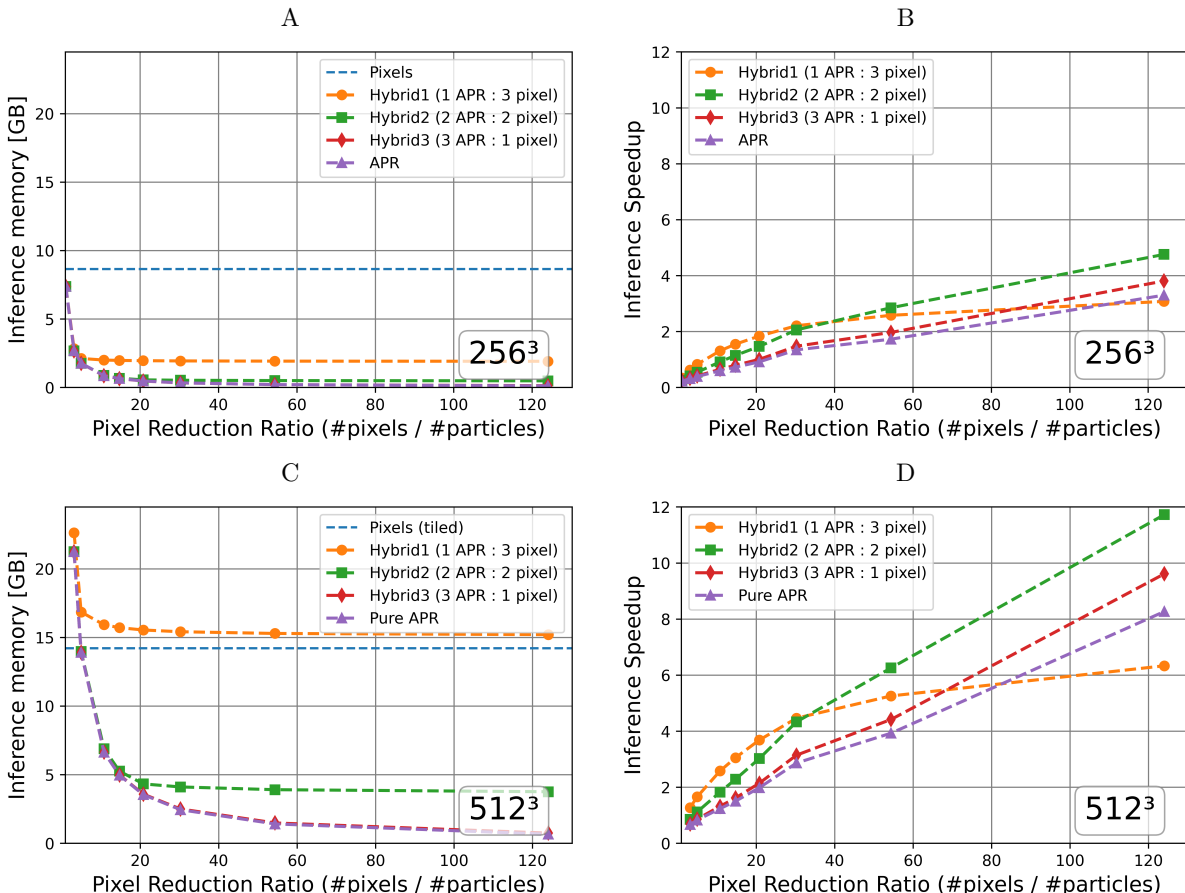 A
Inference memory [GB]
20
15
10
5
0
Pixels
Hybrid1 (1 APR : 3 pixel)
Hybrid2 (2 APR : 2 pixel)
Hybrid3 (3 APR : 1 pixel)
APR
256³
20 40 60 80 100 120
Pixel Reduction Ratio (#pixels / #particles)
B
Inference Speedup
12
10
8
6
4
2
0
Hybrid1 (1 APR : 3 pixel)
Hybrid2 (2 APR : 2 pixel)
Hybrid3 (3 APR : 1 pixel)
APR
256³
20 40 60 80 100 120
Pixel Reduction Ratio (#pixels / #particles)
C
Inference memory [GB]
20
15
10
5
0
Pixels (tiled)
Hybrid1 (1 APR : 3 pixel)
Hybrid2 (2 APR : 2 pixel)
Hybrid3 (3 APR : 1 pixel)
Pure APR
512³
20 40 60 80 100 120
Pixel Reduction Ratio (#pixels / #particles)
D
Inference Speedup
12
10
8
6
4
2
0
Hybrid1 (1 APR : 3 pixel)
Hybrid2 (2 APR : 2 pixel)
Hybrid3 (3 APR : 1 pixel)
Pure APR
512³
20 40 60 80 100 120
Pixel Reduction Ratio (#pixels / #particles)